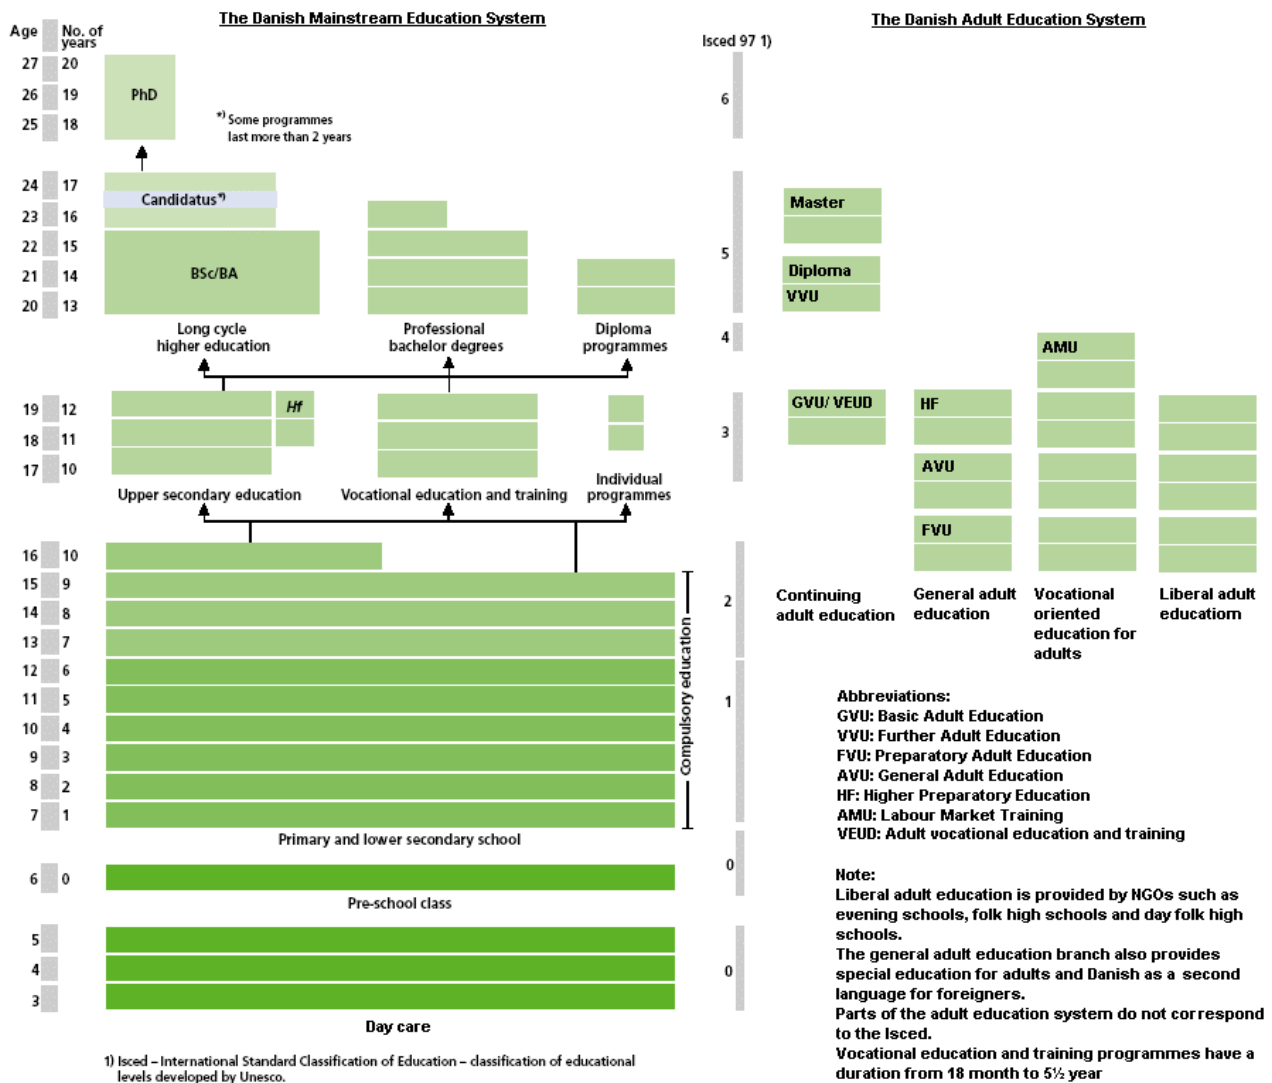 The Danish Mainstream Education System
Age
No. of
years
27 20
26 19
25 18
PhD
*) Some programmes
last more than 2 years
24 17
Candidatus*)
23 16
22 15
21 14
BSc/BA
20 13
Long cycle
higher education
Professional
bachelor degrees
Diploma
programmes
19 12
Hf
18 11
17 10
Upper secondary education
Vocational education and training
Individual
programmes
16 10
15 9
14 8
13 7
12 6
11 5
10 4
9 3
8 2
7 1
Compulsory education
Primary and lower secondary school
6 0
Pre-school class
5
4
3
Day care
1) Isced – International Standard Classification of Education – classification of educational
levels developed by Unesco.
The Danish Adult Education System
Isced 97 1)
6
5
4
3
2
1
0
0
Master
Diploma
VVU
AMU
GVU/ VEUD
HF
AVU
FVU
Continuing
adult education
General adult
education
Vocational
oriented
education for
adults
Liberal adult
educatiom
Abbreviations:
GVU: Basic Adult Education
VVU: Further Adult Education
FVU: Preparatory Adult Education
AVU: General Adult Education
HF: Higher Preparatory Education
AMU: Labour Market Training
VEUD: Adult vocational education and training
Note:
Liberal adult education is provided by NGOs such as
evening schools, folk high schools and day folk high
schools.
The general adult education branch also provides
special education for adults and Danish as a second
language for foreigners.
Parts of the adult education system do not correspond
to the Isced.
Vocational education and training programmes have a
duration from 18 month to 5½ year